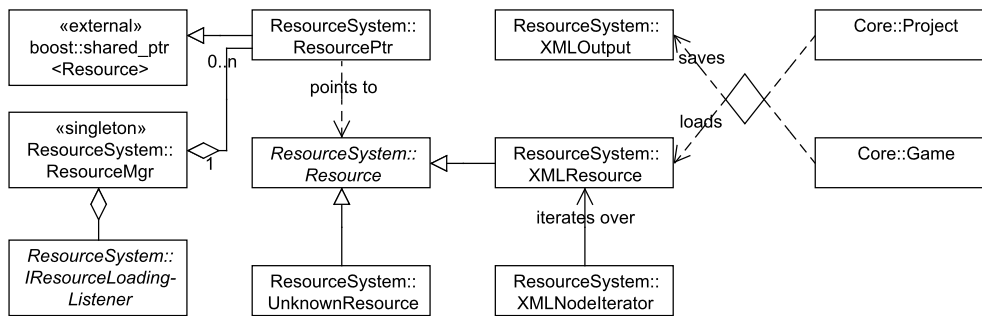 «external»
boost::shared_ptr
<Resource>
ResourceSystem::
ResourcePtr
ResourceSystem::
XMLOutput
Core::Project
0..n
points to
saves
loads
«singleton»
ResourceSystem::
ResourceMgr
1
ResourceSystem::
Resource
ResourceSystem::
XMLResource
Core::Game
iterates over
ResourceSystem::
IResourceLoading-
Listener
ResourceSystem::
UnknownResource
ResourceSystem::
XMLNodeIterator